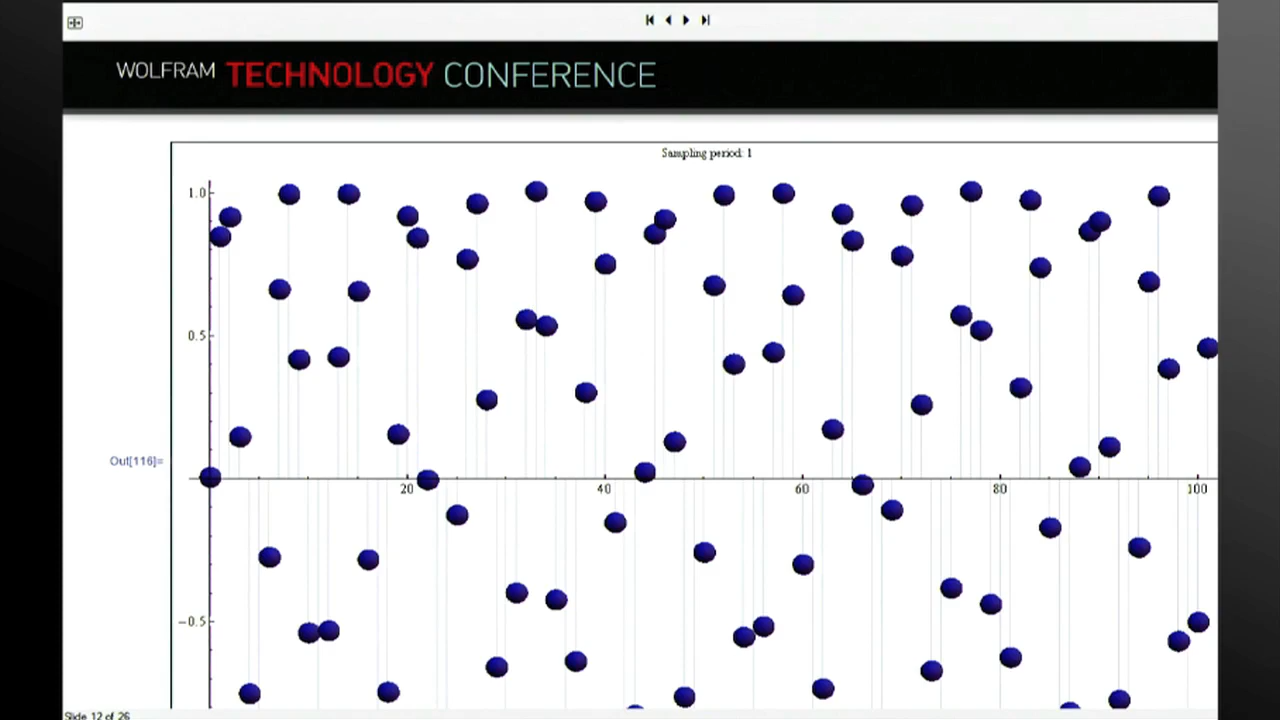 WOLFRAM TECHNOLOGY CONFERENCE
Sampling period: 1
1.0
0.5
Out[116]=
20 40 60 80 100
-0.5
Slide 12 of 26